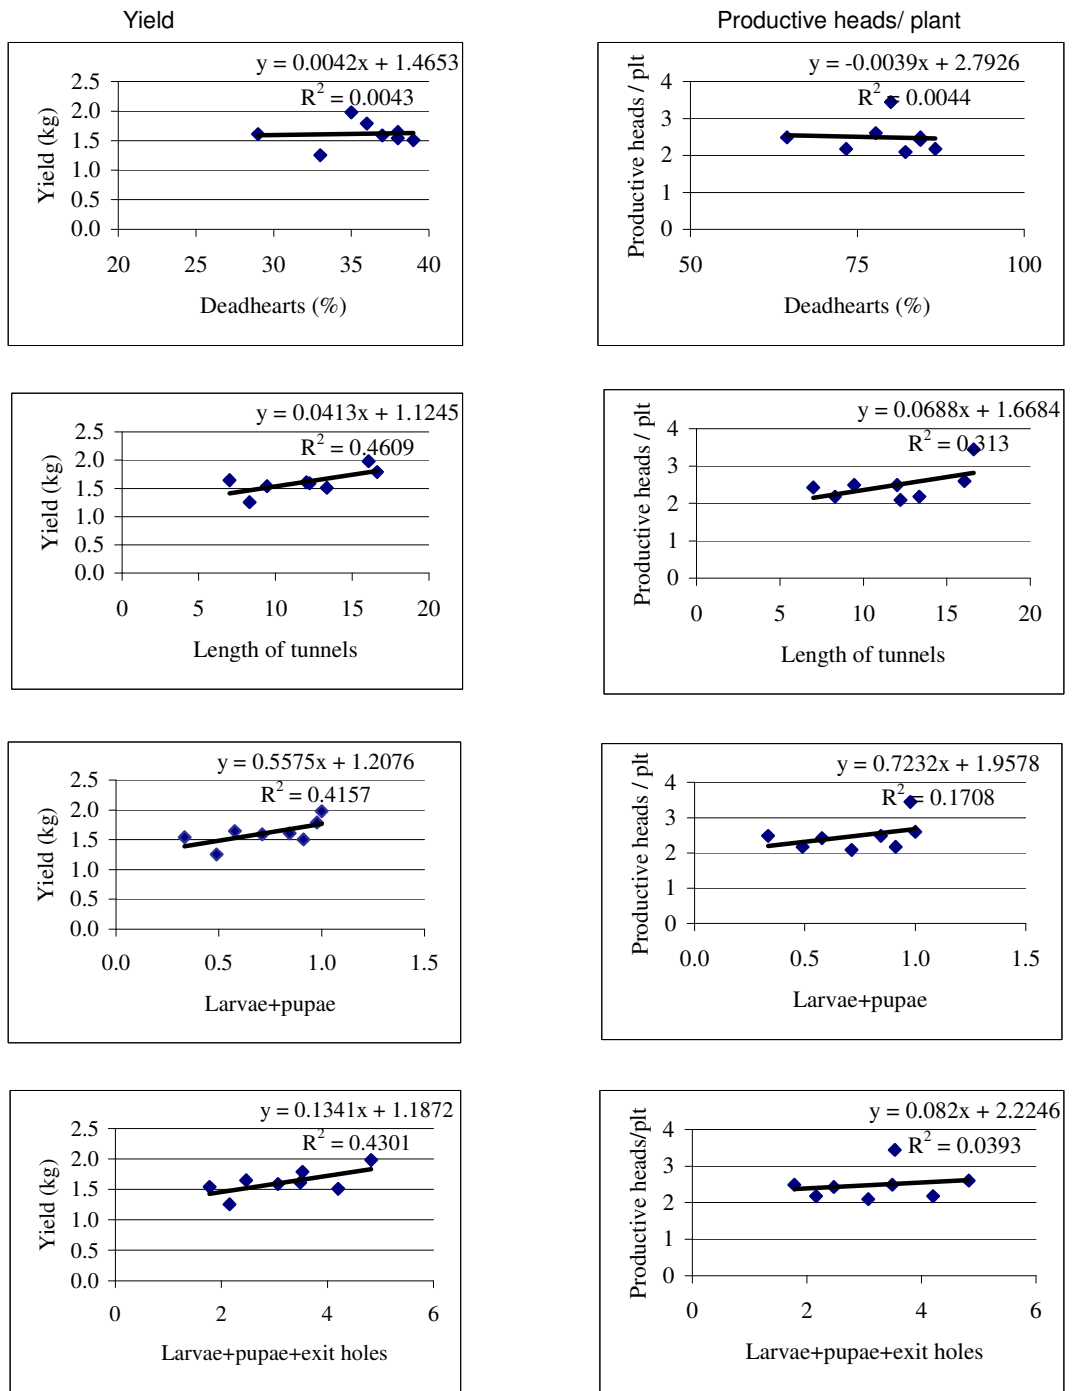 Yield
Productive heads/ plant
y = 0.0042x + 1.4653
R² = 0.0043
2.5
2.0
1.5
1.0
0.5
0.0
Yield (kg)
20 25 30 35 40
Deadhearts (%)
y = -0.0039x + 2.7926
R² = 0.0044
4
3
2
1
0
Productive heads / plt
50 75 100
Deadhearts (%)
y = 0.0413x + 1.1245
R² = 0.4609
2.5
2.0
1.5
1.0
0.5
0.0
Yield (kg)
0 5 10 15 20
Length of tunnels
y = 0.0688x + 1.6684
R² = 0.313
4
3
2
1
0
Productive heads / plt
0 5 10 15 20
Length of tunnels
y = 0.5575x + 1.2076
R² = 0.4157
2.5
2.0
1.5
1.0
0.5
0.0
Yield (kg)
0.0 0.5 1.0 1.5
Larvae+pupae
y = 0.7232x + 1.9578
R² = 0.1708
4
3
2
1
0
Productive heads / plt
0.0 0.5 1.0 1.5
Larvae+pupae
y = 0.1341x + 1.1872
R² = 0.4301
2.5
2.0
1.5
1.0
0.5
0.0
Yield (kg)
0 2 4 6
Larvae+pupae+exit holes
y = 0.082x + 2.2246
R² = 0.0393
4
3
2
1
0
Productive heads/plt
0 2 4 6
Larvae+pupae+exit holes